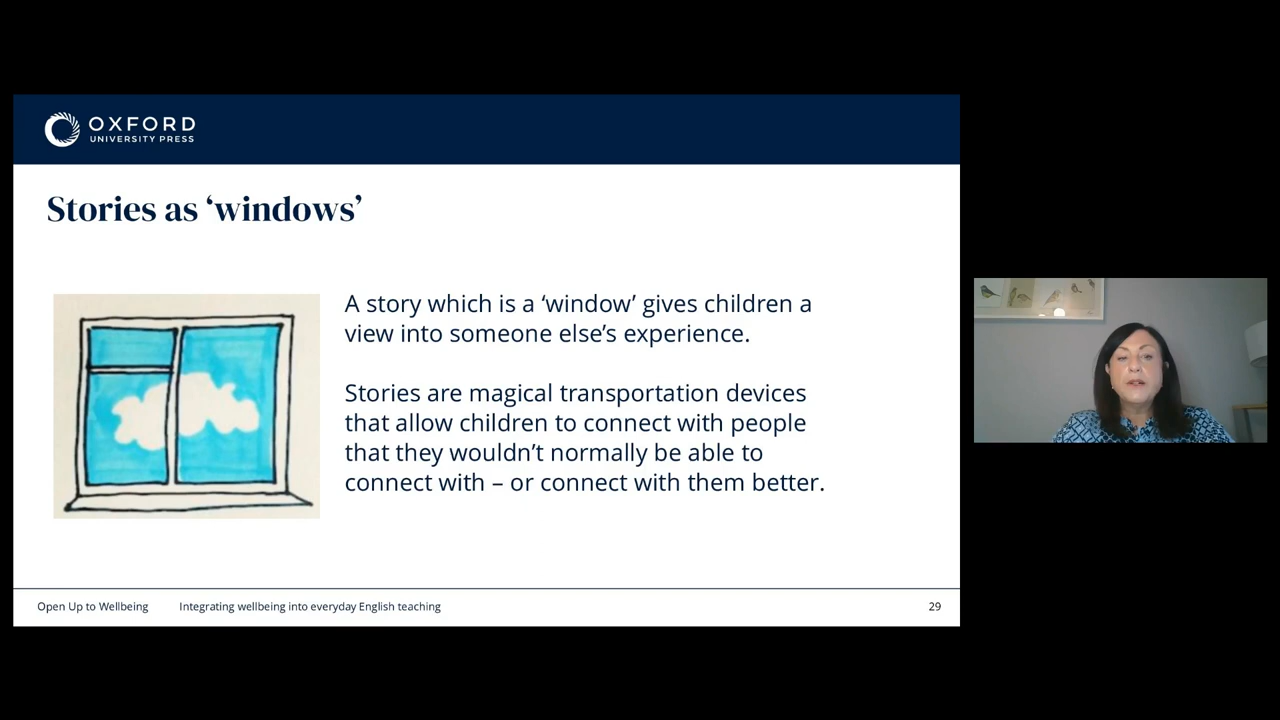 OXFORD
UNIVERSITY PRESS
Stories as ‘windows’
A story which is a ‘window’ gives children a
view into someone else’s experience.
Stories are magical transportation devices
that allow children to connect with people
that they wouldn’t normally be able to
connect with – or connect with them better.
Open Up to Wellbeing Integrating wellbeing into everyday English teaching 29